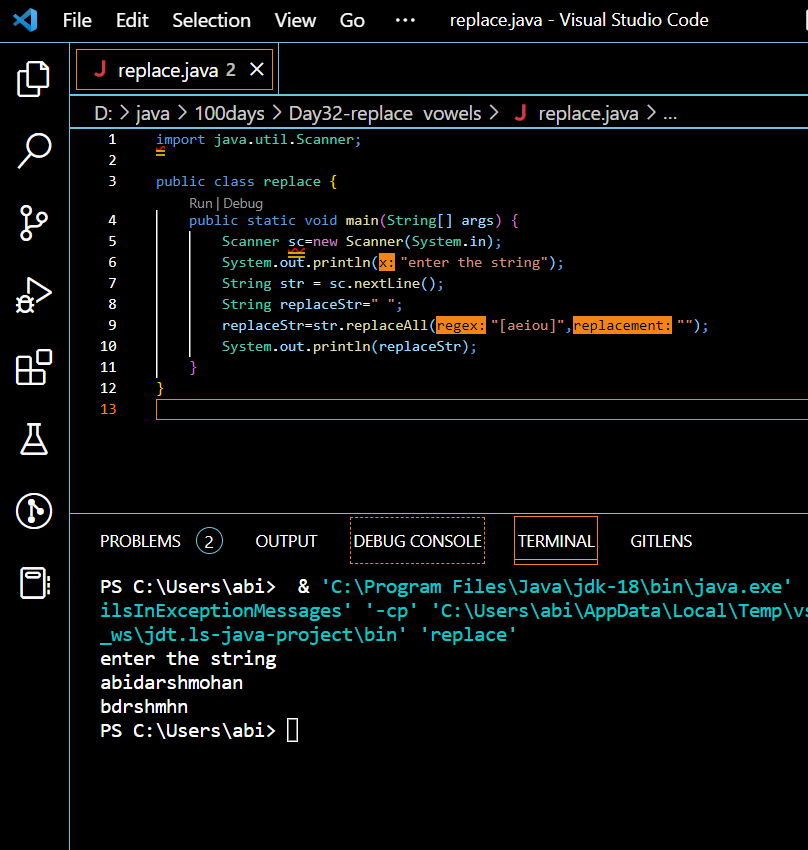 File Edit Selection View Go ··· replace.java - Visual Studio Code
J replace.java 2 ×
D: > java > 100days > Day32-replace vowels > J replace.java > ...
1 import java.util.Scanner;
2
3 public class replace {
Run | Debug
4 public static void main(String[] args) {
5 Scanner sc=new Scanner(System.in);
6 System.out.println(x: "enter the string");
7 String str = sc.nextLine();
8 String replaceStr=" ";
9 replaceStr=str.replaceAll(regex: "[aeiou]",replacement: "");
10 System.out.println(replaceStr);
11 }
12 }
13
PROBLEMS 2 OUTPUT DEBUG CONSOLE TERMINAL GITLENS
PS C:\Users\abi>  & 'C:\Program Files\Java\jdk-18\bin\java.exe'
ilsInExceptionMessages' '-cp' 'C:\Users\abi\AppData\Local\Temp\vs
_ws\jdt.ls-java-project\bin' 'replace'
enter the string
abidarshmohan
bdrshmhn
PS C:\Users\abi>